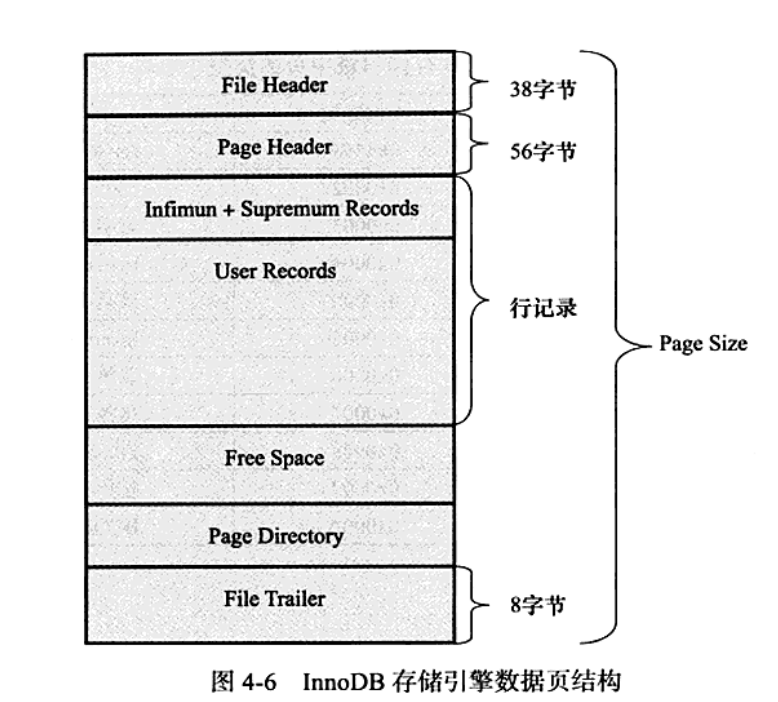 File Header
38字节
Page Header
56字节
Infimun + Supremum Records
User Records
行记录
Page Size
Free Space
Page Directory
File Trailer
8字节
图 4-6 InnoDB 存储引擎数据页结构